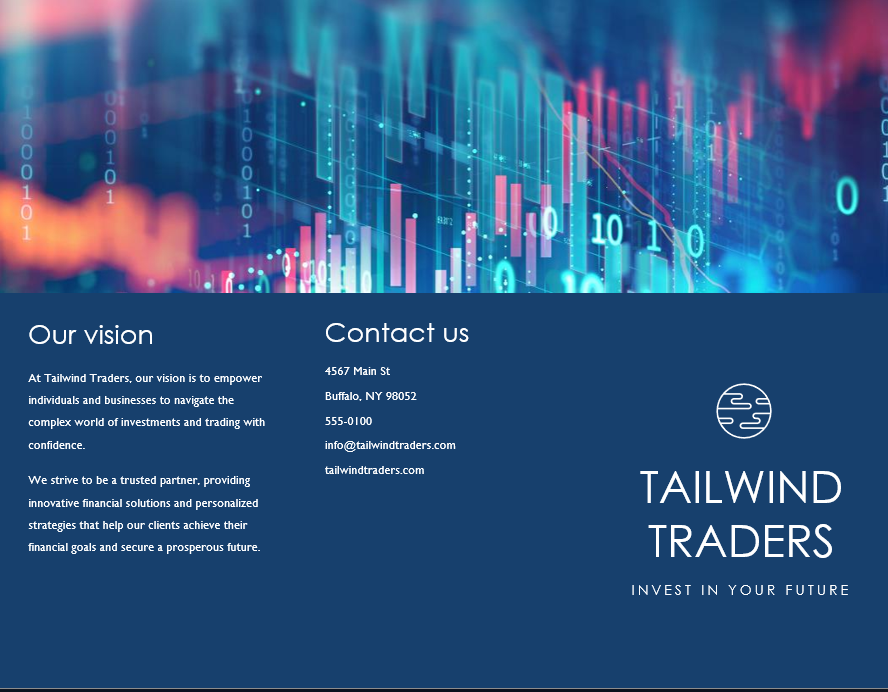 Our vision
At Tailwind Traders, our vision is to empower
individuals and businesses to navigate the
complex world of investments and trading with
confidence.
We strive to be a trusted partner, providing
innovative financial solutions and personalized
strategies that help our clients achieve their
financial goals and secure a prosperous future.
Contact us
4567 Main St
Buffalo, NY 98052
555-0100
info@tailwindtraders.com
tailwindtraders.com
TAILWIND
TRADERS
INVEST IN YOUR FUTURE